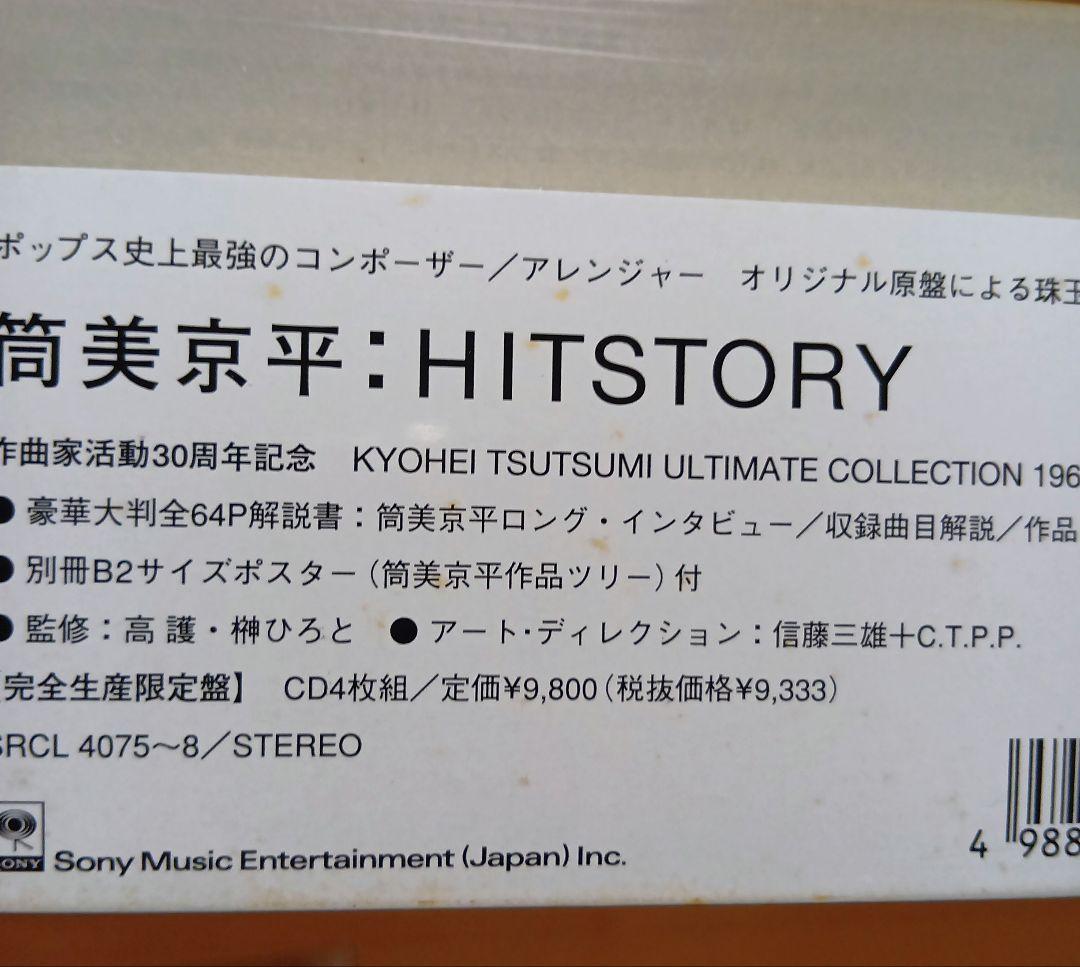 ポップス史上最強のコンポーザー／アレンジャー　オリジナル原盤による珠玉
筒美京平：HITSTORY
作曲家活動30周年記念　KYOHEI TSUTSUMI ULTIMATE COLLECTION 196
● 豪華大判全64P解説書：筒美京平ロング・インタビュー／収録曲目解説／作品
● 別冊B2サイズポスター（筒美京平作品ツリー）付
● 監修：高 護・榊ひろと　● アート・ディレクション：信藤三雄＋C.T.P.P.
【完全生産限定盤】　CD4枚組／定価¥9,800（税抜価格¥9,333）
SRCL 4075〜8／STEREO
SONY Sony Music Entertainment (Japan) Inc.
4 988